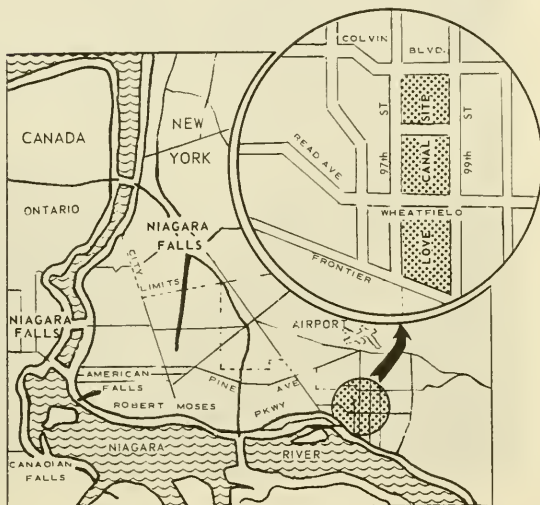 COLVIN BLVD.
READ AVE
97th ST
SITE
CANAL
LOVE
99th ST
WHEATFIELD
FRONTIER
CANADA
NEW
YORK
ONTARIO
NIAGARA
FALLS
CITY
LIMITS
NIAGARA
FALLS
AIRPORT
AMERICAN
FALLS
PINE AVE
ROBERT MOSES PKWY
NIAGARA RIVER
CANADIAN
FALLS